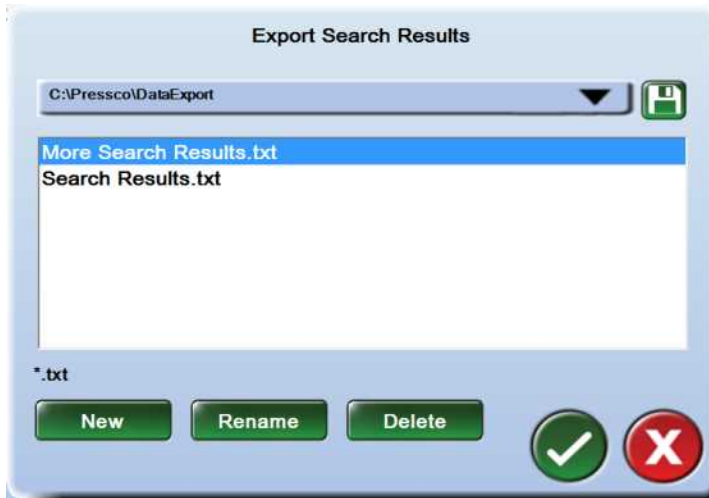 Export Search Results
C:\Pressco\DataExport
More Search Results.txt
Search Results.txt
*.txt
New
Rename
Delete
X